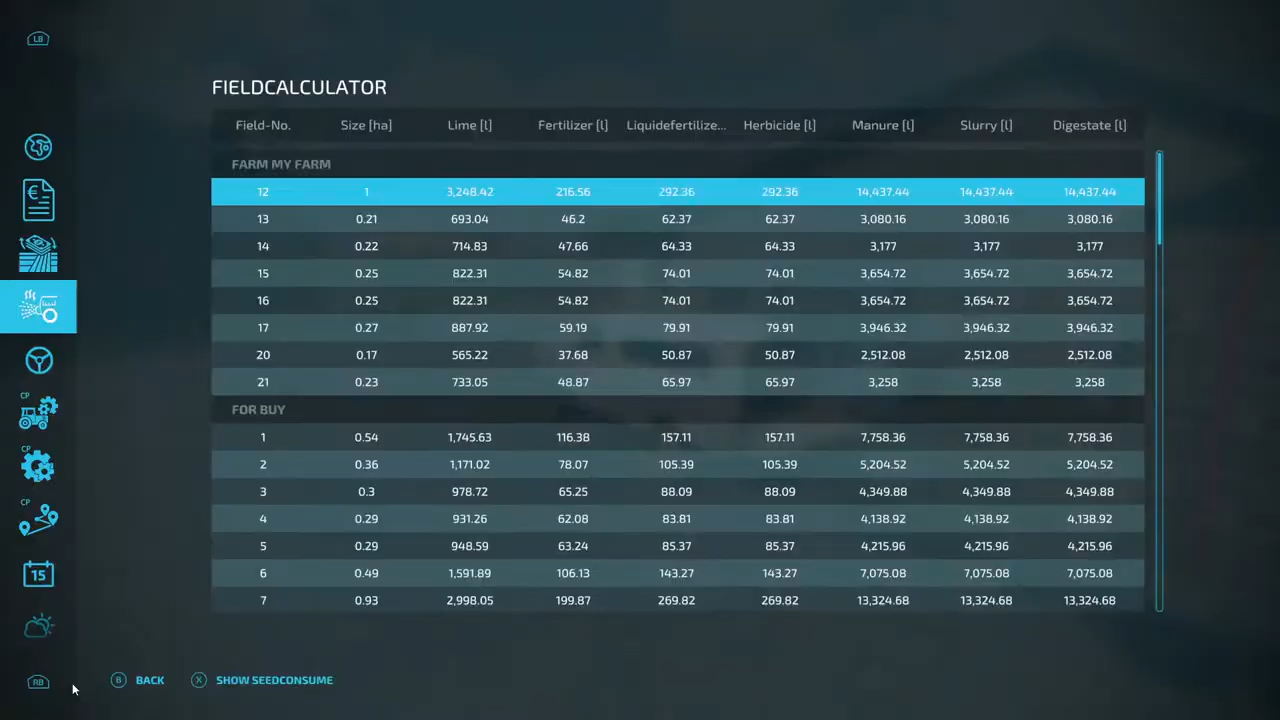 LB
FIELDCALCULATOR
Field-No. Size [ha] Lime [l] Fertilizer [l] Liquidefertilize... Herbicide [l] Manure [l] Slurry [l] Digestate [l]
FARM MY FARM
12 1 3,248.42 216.56 292.36 292.36 14,437.44 14,437.44 14,437.44
13 0.21 693.04 46.2 62.37 62.37 3,080.16 3,080.16 3,080.16
14 0.22 714.83 47.66 64.33 64.33 3,177 3,177 3,177
15 0.25 822.31 54.82 74.01 74.01 3,654.72 3,654.72 3,654.72
16 0.25 822.31 54.82 74.01 74.01 3,654.72 3,654.72 3,654.72
17 0.27 887.92 59.19 79.91 79.91 3,946.32 3,946.32 3,946.32
20 0.17 565.22 37.68 50.87 50.87 2,512.08 2,512.08 2,512.08
21 0.23 733.05 48.87 65.97 65.97 3,258 3,258 3,258
FOR BUY
1 0.54 1,745.63 116.38 157.11 157.11 7,758.36 7,758.36 7,758.36
2 0.36 1,171.02 78.07 105.39 105.39 5,204.52 5,204.52 5,204.52
3 0.3 978.72 65.25 88.09 88.09 4,349.88 4,349.88 4,349.88
4 0.29 931.26 62.08 83.81 83.81 4,138.92 4,138.92 4,138.92
5 0.29 948.59 63.24 85.37 85.37 4,215.96 4,215.96 4,215.96
6 0.49 1,591.89 106.13 143.27 143.27 7,075.08 7,075.08 7,075.08
7 0.93 2,998.05 199.87 269.82 269.82 13,324.68 13,324.68 13,324.68
€
CP
CP
CP
15
RB
B BACK X SHOW SEEDCONSUME